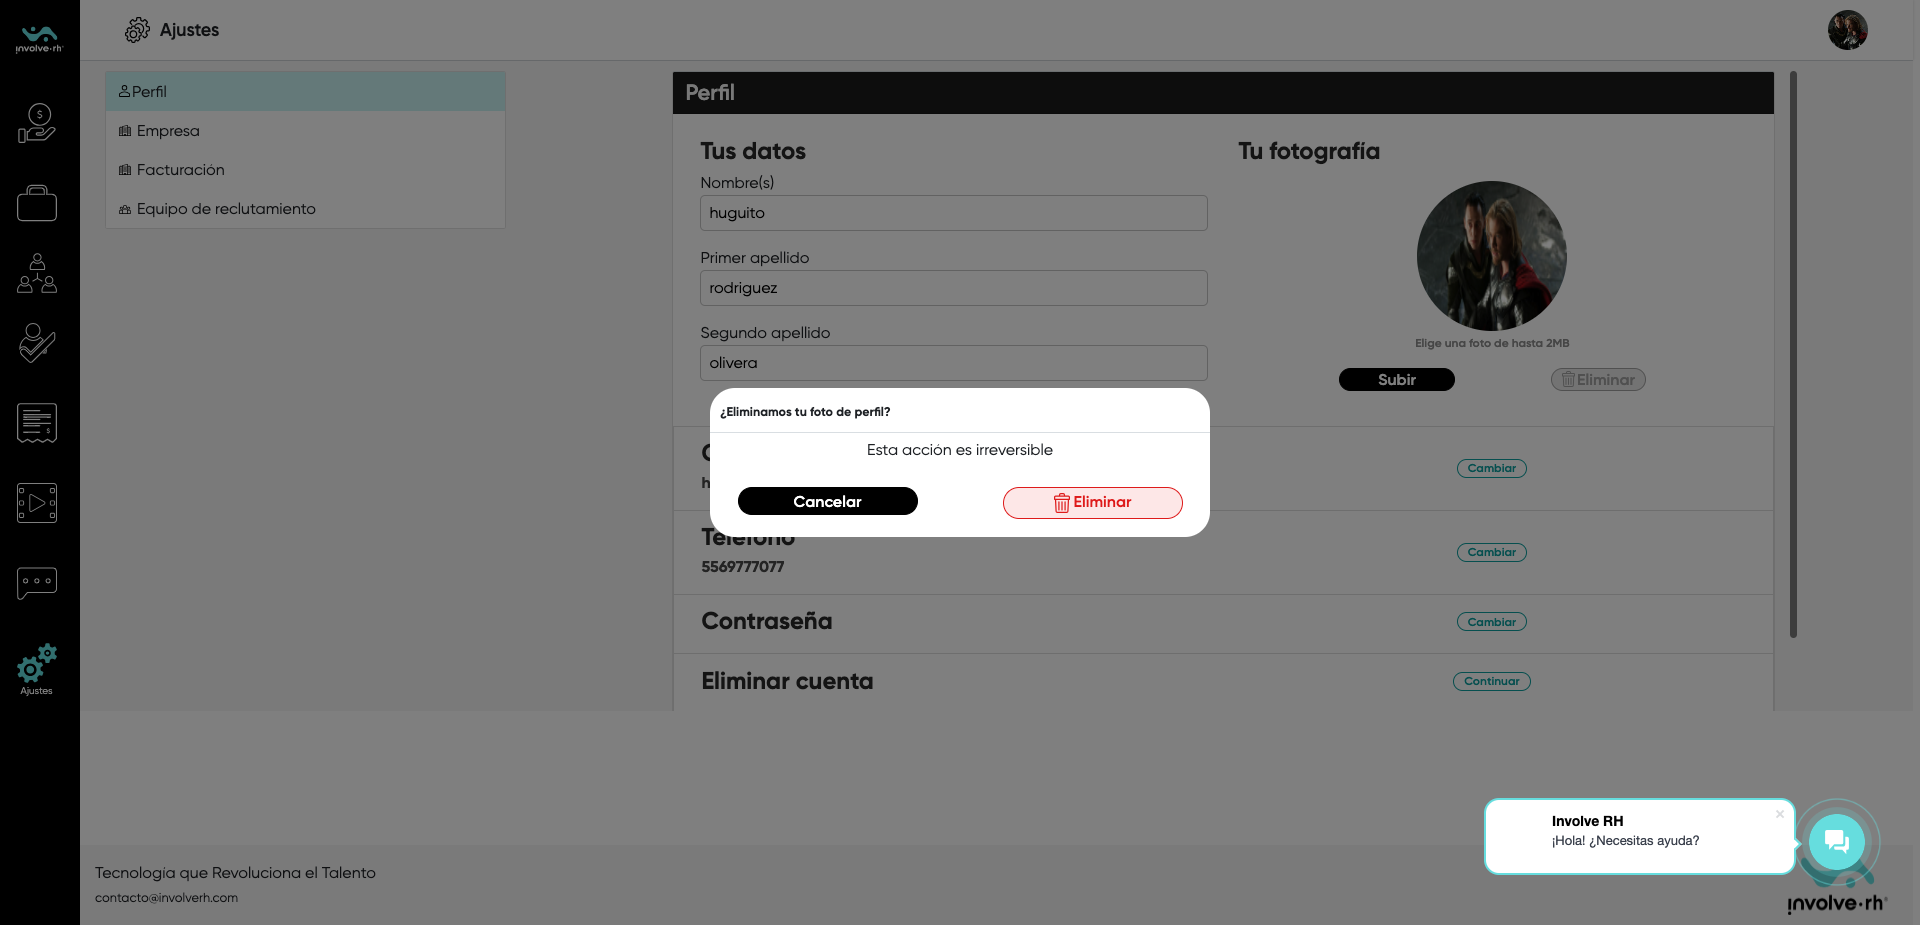 involve·rh
Ajustes
Perfil
Empresa
Facturación
Equipo de reclutamiento
Ajustes
Perfil
Tus datos
Nombre(s)
huguito
Primer apellido
rodriguez
Segundo apellido
olivera
Tu fotografía
Elige una foto de hasta 2MB
Subir
Eliminar
¿Eliminamos tu foto de perfil?
Esta acción es irreversible
Cancelar
Eliminar
Cambiar
Teléfono
5569777077
Cambiar
Contraseña
Cambiar
Eliminar cuenta
Continuar
Involve RH
¡Hola! ¿Necesitas ayuda?
Tecnología que Revoluciona el Talento
contacto@involverh.com
involve·rh